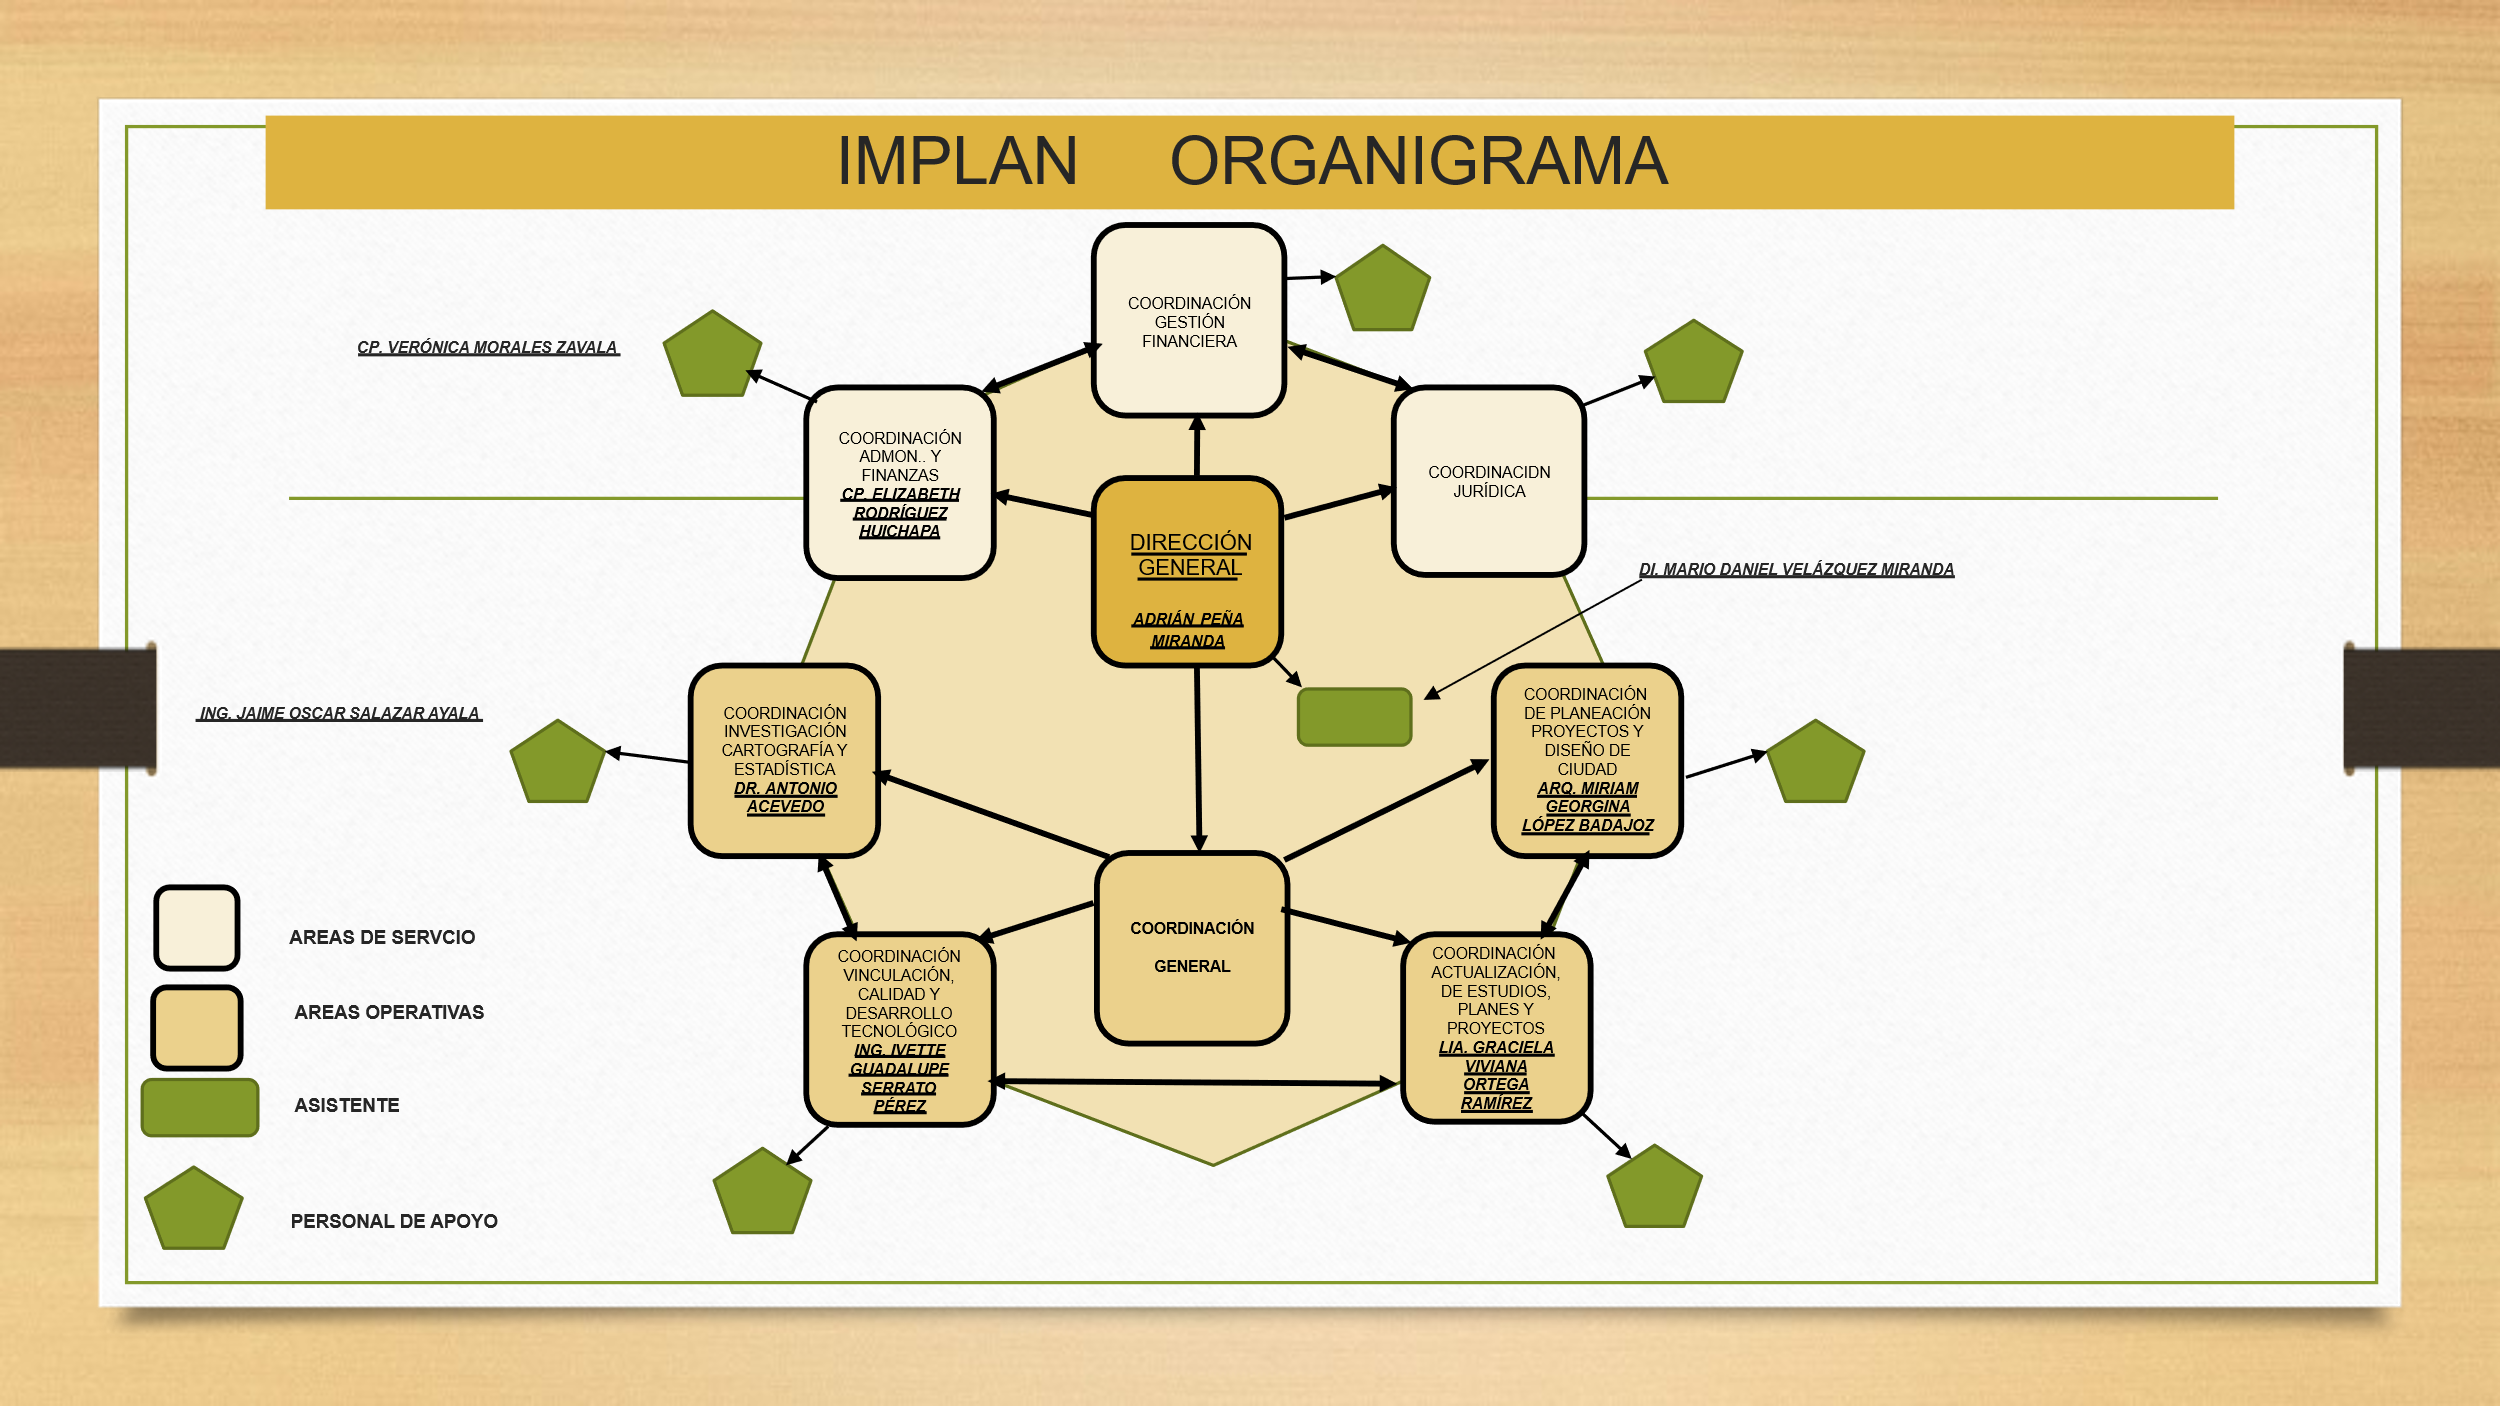 IMPLAN ORGANIGRAMA
COORDINACIÓN
GESTIÓN
FINANCIERA
CP. VERÓNICA MORALES ZAVALA
COORDINACIÓN
ADMON.. Y
FINANZAS
CP. ELIZABETH
RODRÍGUEZ
HUICHAPA
COORDINACIDN
JURÍDICA
DIRECCIÓN
GENERAL
ADRIÁN PEÑA
MIRANDA
DI. MARIO DANIEL VELÁZQUEZ MIRANDA
ING. JAIME OSCAR SALAZAR AYALA
COORDINACIÓN
INVESTIGACIÓN
CARTOGRAFÍA Y
ESTADÍSTICA
DR. ANTONIO
ACEVEDO
COORDINACIÓN
DE PLANEACIÓN
PROYECTOS Y
DISEÑO DE
CIUDAD
ARQ. MIRIAM
GEORGINA
LÓPEZ BADAJOZ
COORDINACIÓN
GENERAL
COORDINACIÓN
VINCULACIÓN,
CALIDAD Y
DESARROLLO
TECNOLÓGICO
ING. IVETTE
GUADALUPE
SERRATO
PÉREZ
COORDINACIÓN
ACTUALIZACIÓN,
DE ESTUDIOS,
PLANES Y
PROYECTOS
LIA. GRACIELA
VIVIANA
ORTEGA
RAMÍREZ
AREAS DE SERVCIO
AREAS OPERATIVAS
ASISTENTE
PERSONAL DE APOYO